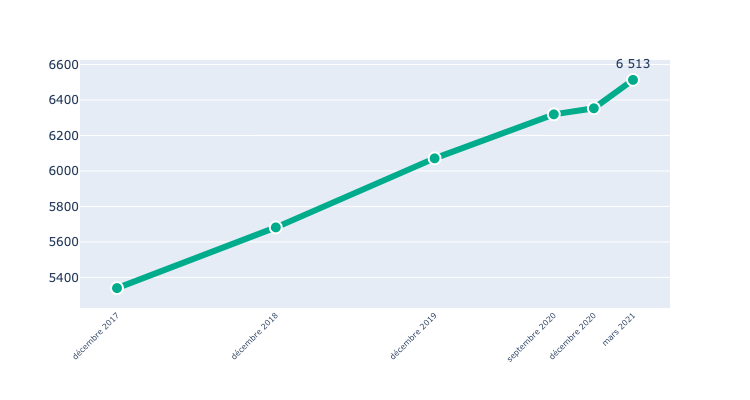 6 513
6600
6400
6200
6000
5800
5600
5400
décembre 2017
décembre 2018
décembre 2019
septembre 2020
décembre 2020
mars 2021